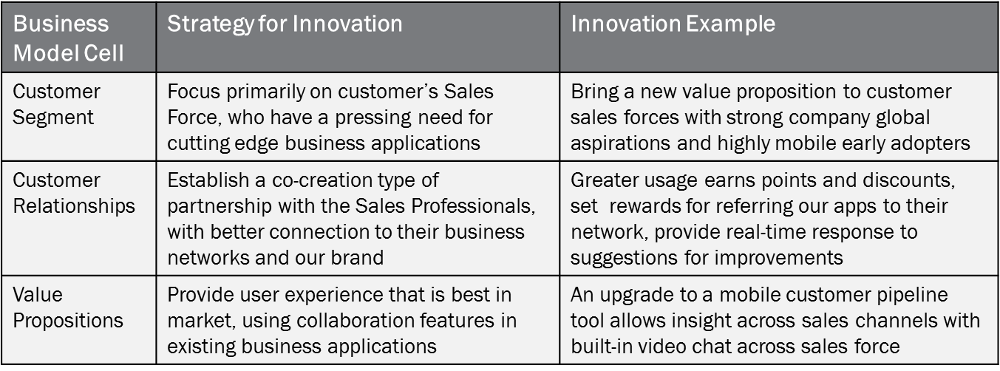 Business
Model Cell
Strategy for Innovation
Innovation Example
Customer
Segment
Focus primarily on customer’s Sales
Force, who have a pressing need for
cutting edge business applications
Bring a new value proposition to customer
sales forces with strong company global
aspirations and highly mobile early adopters
Customer
Relationships
Establish a co-creation type of
partnership with the Sales Professionals,
with better connection to their business
networks and our brand
Greater usage earns points and discounts,
set  rewards for referring our apps to their
network, provide real-time response to
suggestions for improvements
Value
Propositions
Provide user experience that is best in
market, using collaboration features in
existing business applications
An upgrade to a mobile customer pipeline
tool allows insight across sales channels with
built-in video chat across sales force